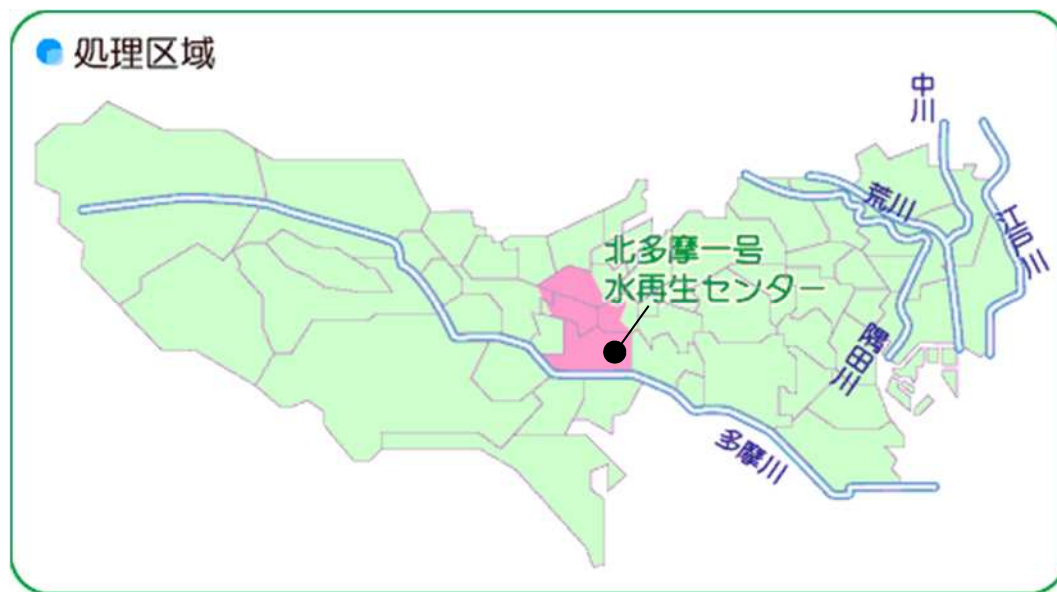 処理区域
中川
荒川
江戸川
北多摩一号
水再生センター
隅田川
多摩川